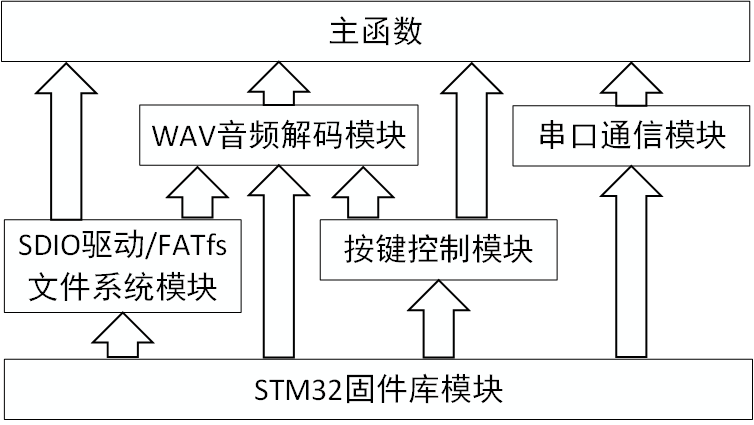 主函数
WAV音频解码模块
串口通信模块
SDIO驱动/FATfs
文件系统模块
按键控制模块
STM32固件库模块